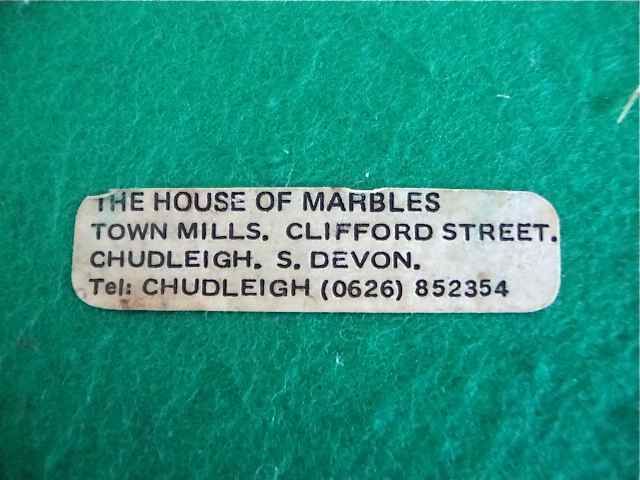 THE HOUSE OF MARBLES
TOWN MILLS. CLIFFORD STREET.
CHUDLEIGH. S. DEVON.
Tel: CHUDLEIGH (0626) 852354